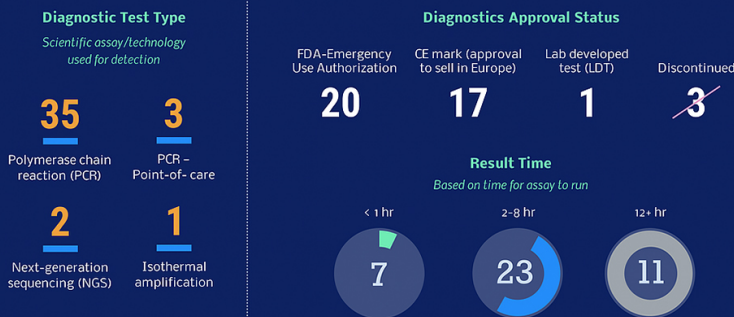 Diagnostic Test Type
Scientific assay/technology
used for detection
35
Polymerase chain
reaction (PCR)
3
PCR –
Point-of- care
2
Next-generation
sequencing (NGS)
1
Isothermal
amplification
Diagnostics Approval Status
FDA-Emergency
Use Authorization
20
CE mark (approval
to sell in Europe)
17
Lab developed
test (LDT)
1
Discontinued
3
Result Time
Based on time for assay to run
< 1 hr
7
2-8 hr
23
12+ hr
11